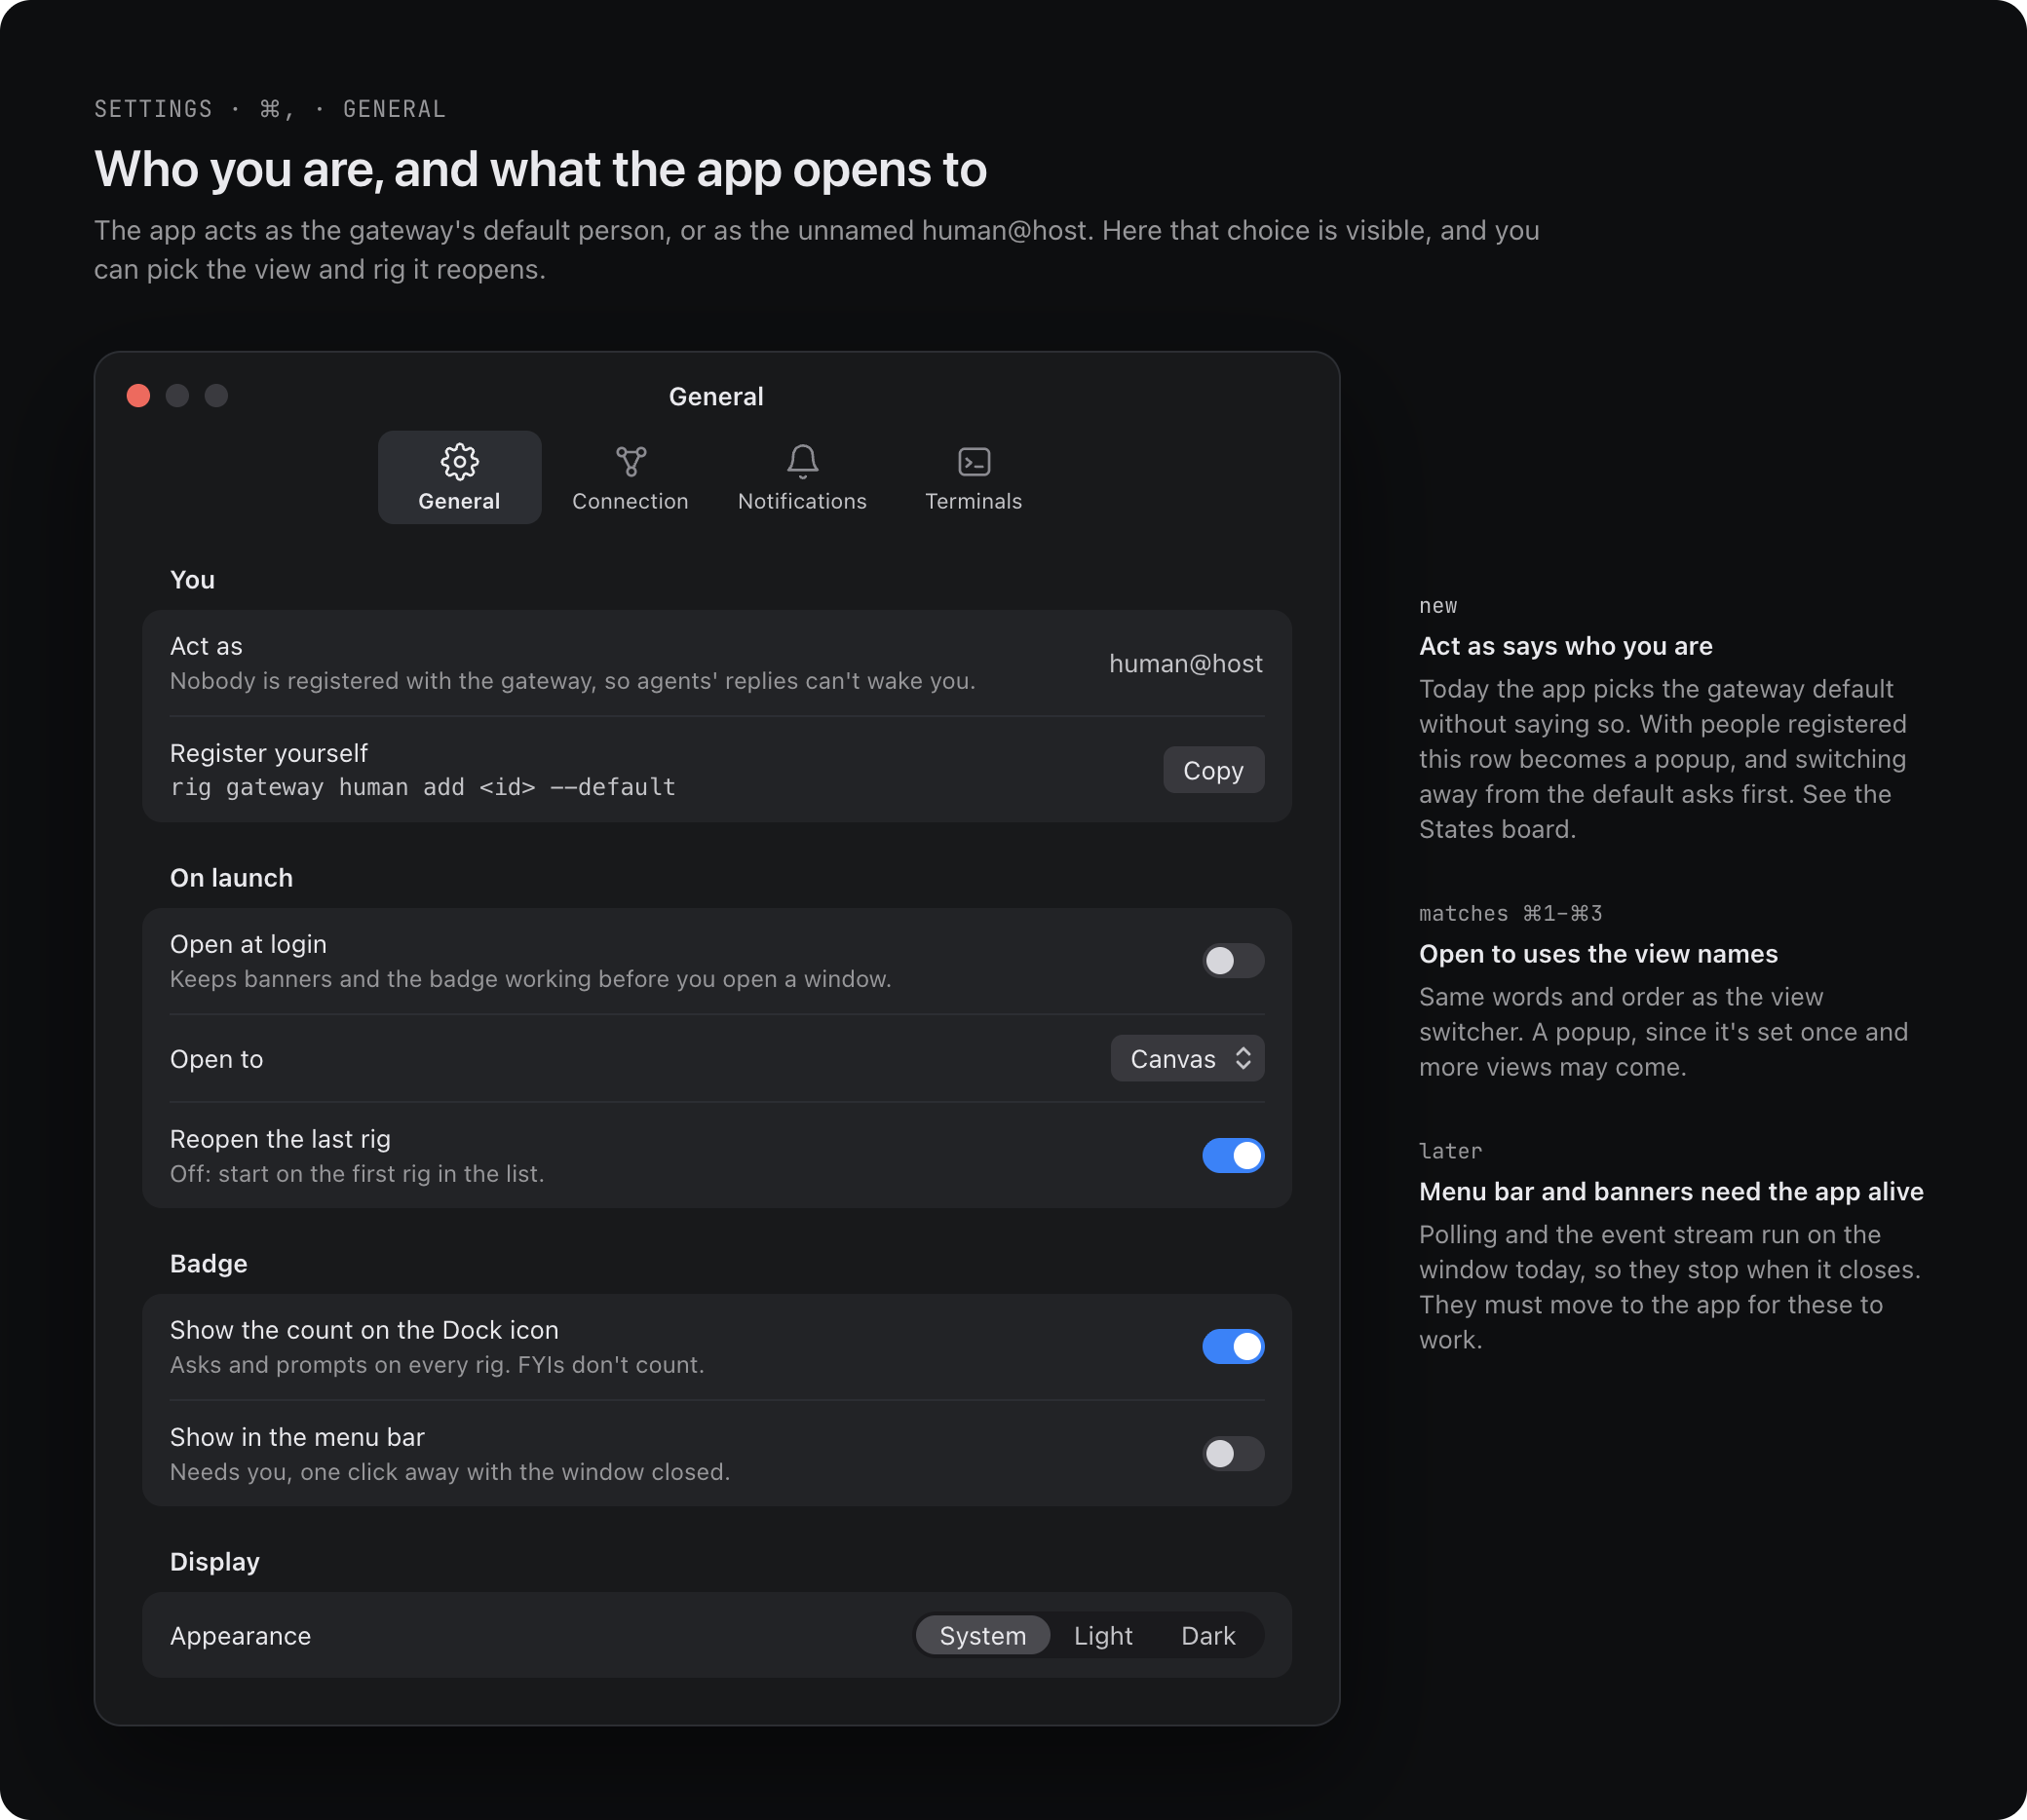 SETTINGS · ⌘, · GENERAL
Who you are, and what the app opens to
The app acts as the gateway's default person, or as the unnamed human@host. Here that choice is visible, and you
can pick the view and rig it reopens.
General
General
Connection
Notifications
Terminals
You
Act as
Nobody is registered with the gateway, so agents' replies can't wake you.
human@host
Register yourself
rig gateway human add <id> --default
Copy
On launch
Open at login
Keeps banners and the badge working before you open a window.
Open to
Canvas
Reopen the last rig
Off: start on the first rig in the list.
Badge
Show the count on the Dock icon
Asks and prompts on every rig. FYIs don't count.
Show in the menu bar
Needs you, one click away with the window closed.
Display
Appearance
System
Light
Dark
new
Act as says who you are
Today the app picks the gateway default
without saying so. With people registered
this row becomes a popup, and switching
away from the default asks first. See the
States board.
matches ⌘1–⌘3
Open to uses the view names
Same words and order as the view
switcher. A popup, since it's set once and
more views may come.
later
Menu bar and banners need the app alive
Polling and the event stream run on the
window today, so they stop when it closes.
They must move to the app for these to
work.